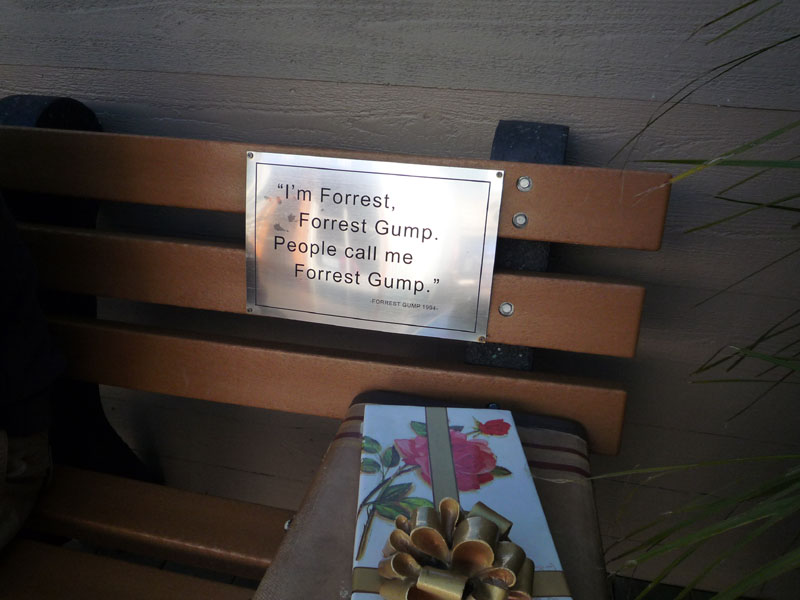 “I’m Forrest,
Forrest Gump.
People call me
Forrest Gump.”
-FORREST GUMP 1994-